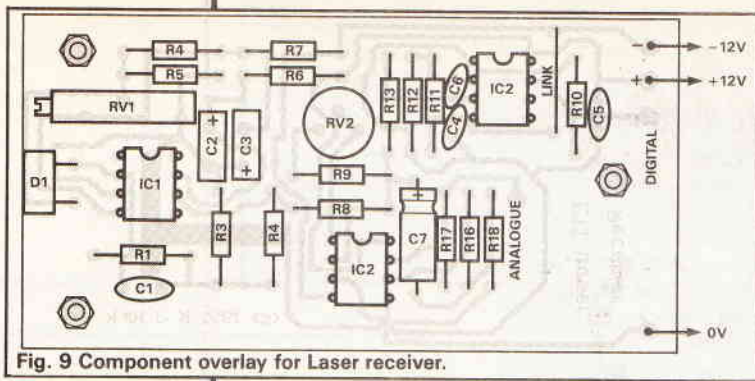 R4
R7
R5
R6
RV1
C2 +
C3
+
RV2
R13
R12
R11
C6
C4
IC2
LINK
R10
C5
− −12V
+ +12V
DIGITAL
D1
IC1
R9
R8
R3
R4
R1
C1
IC2
+
C7
R17
R16
R18
ANALOGUE
0V
Fig. 9 Component overlay for Laser receiver.